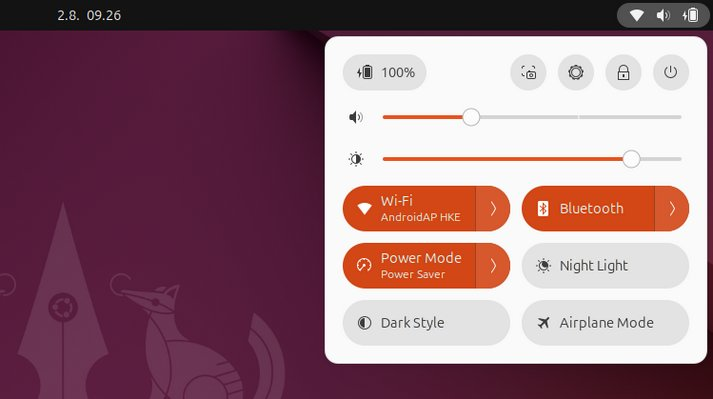 2.8. 09.26
100%
Wi-Fi
AndroidAP HKE
Bluetooth
Power Mode
Power Saver
Night Light
Dark Style
Airplane Mode